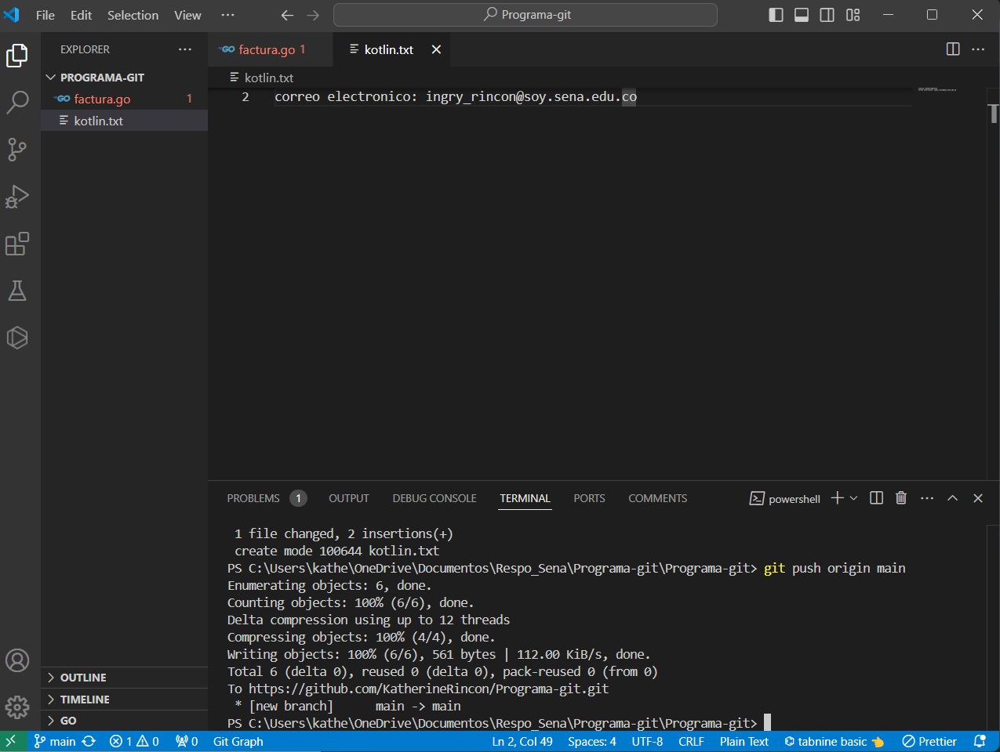 File Edit Selection View ··· Programa-git
EXPLORER ···
PROGRAMA-GIT
GO factura.go 1
kotlin.txt
GO factura.go 1
kotlin.txt
kotlin.txt
2 correo electronico: ingry_rincon@soy.sena.edu.co
OUTLINE
TIMELINE
GO
PROBLEMS 1 OUTPUT DEBUG CONSOLE TERMINAL PORTS COMMENTS powershell
1 file changed, 2 insertions(+)
create mode 100644 kotlin.txt
PS C:\Users\kathe\OneDrive\Documentos\Respo_Sena\Programa-git\Programa-git> git push origin main
Enumerating objects: 6, done.
Counting objects: 100% (6/6), done.
Delta compression using up to 12 threads
Compressing objects: 100% (4/4), done.
Writing objects: 100% (6/6), 561 bytes | 112.00 KiB/s, done.
Total 6 (delta 0), reused 0 (delta 0), pack-reused 0 (from 0)
To https://github.com/KatherineRincon/Programa-git.git
* [new branch] main -> main
PS C:\Users\kathe\OneDrive\Documentos\Respo_Sena\Programa-git\Programa-git>
main 1 0 0 Git Graph Ln 2, Col 49 Spaces: 4 UTF-8 CRLF Plain Text tabnine basic 👈 Prettier